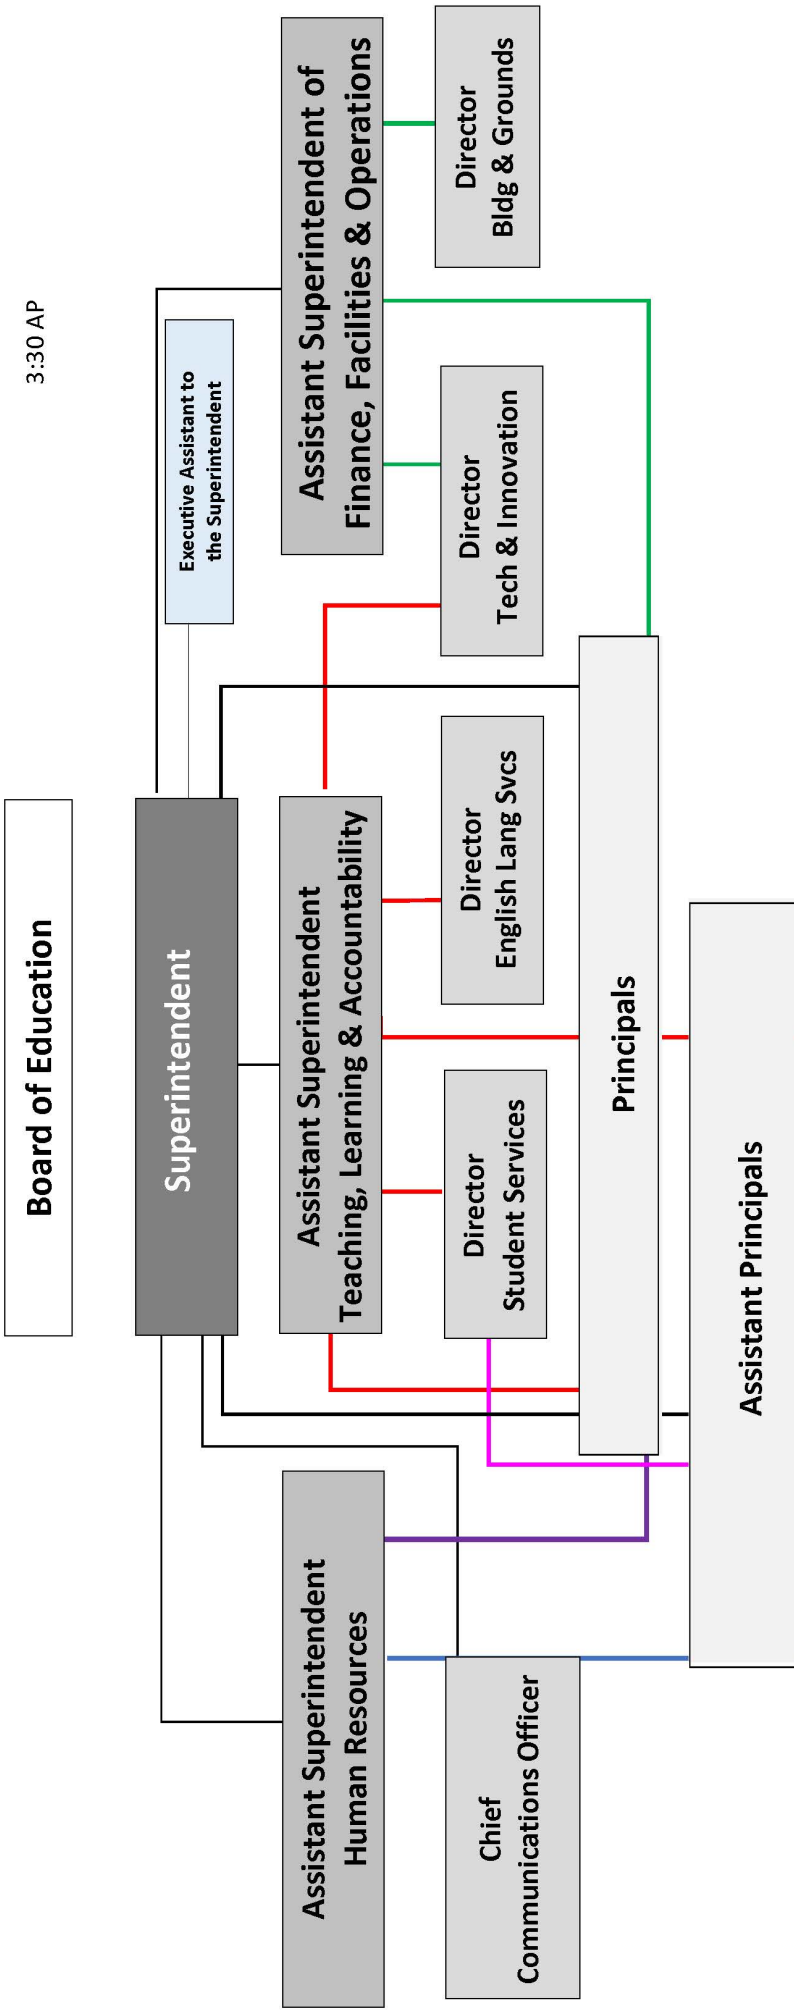 3:30 AP
Board of Education
Superintendent
Executive Assistant to
the Superintendent
Assistant Superintendent
Human Resources
Assistant Superintendent
Teaching, Learning & Accountability
Assistant Superintendent of
Finance, Facilities & Operations
Chief
Communications Officer
Director
Student Services
Director
English Lang Svcs
Director
Tech & Innovation
Director
Bldg & Grounds
Principals
Assistant Principals